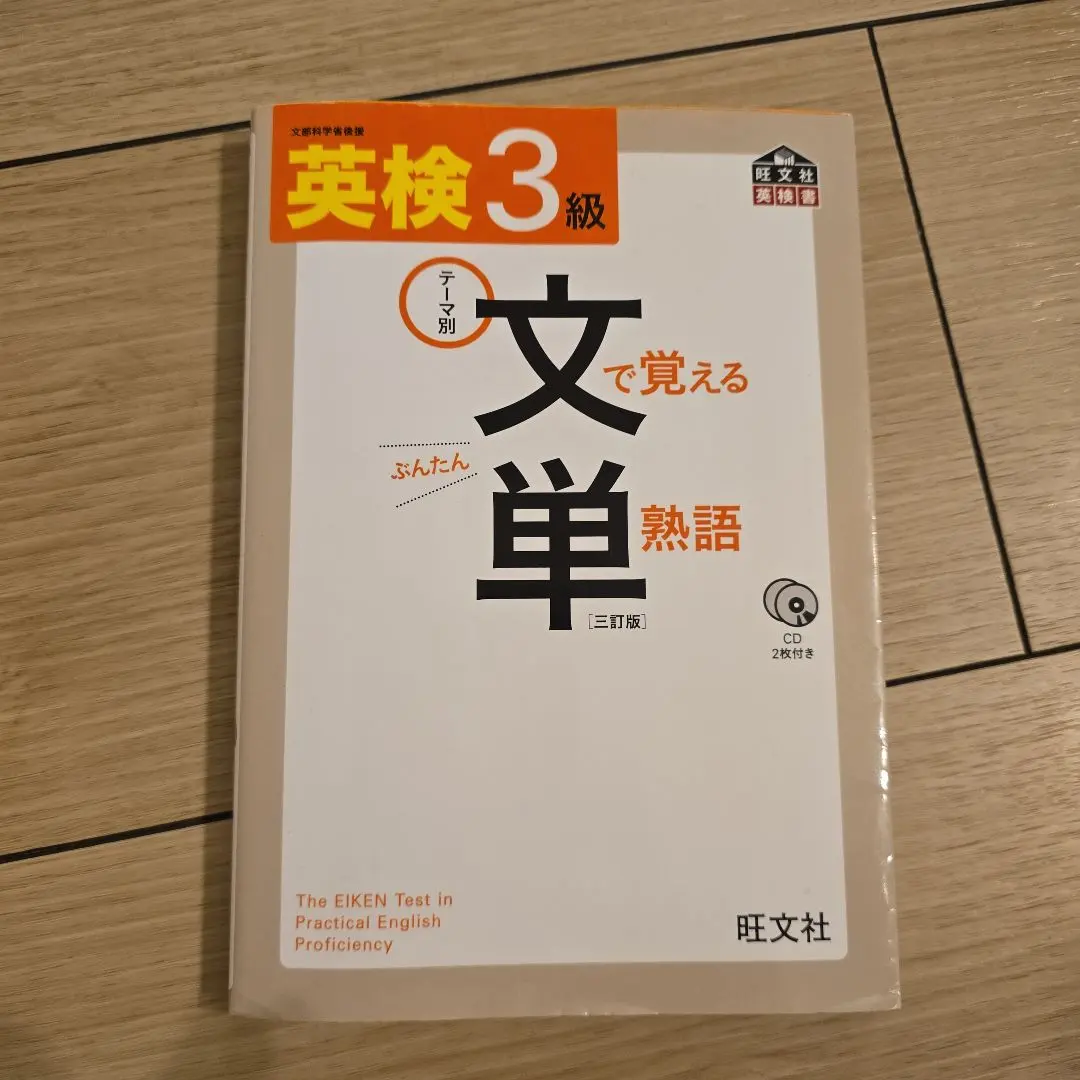 文部科学省後援
英検3級
旺文社
英検書
テーマ別
文で覚える
ぶんたん
単熟語
[三訂版]
CD
2枚付き
The EIKEN Test in
Practical English
Proficiency
旺文社